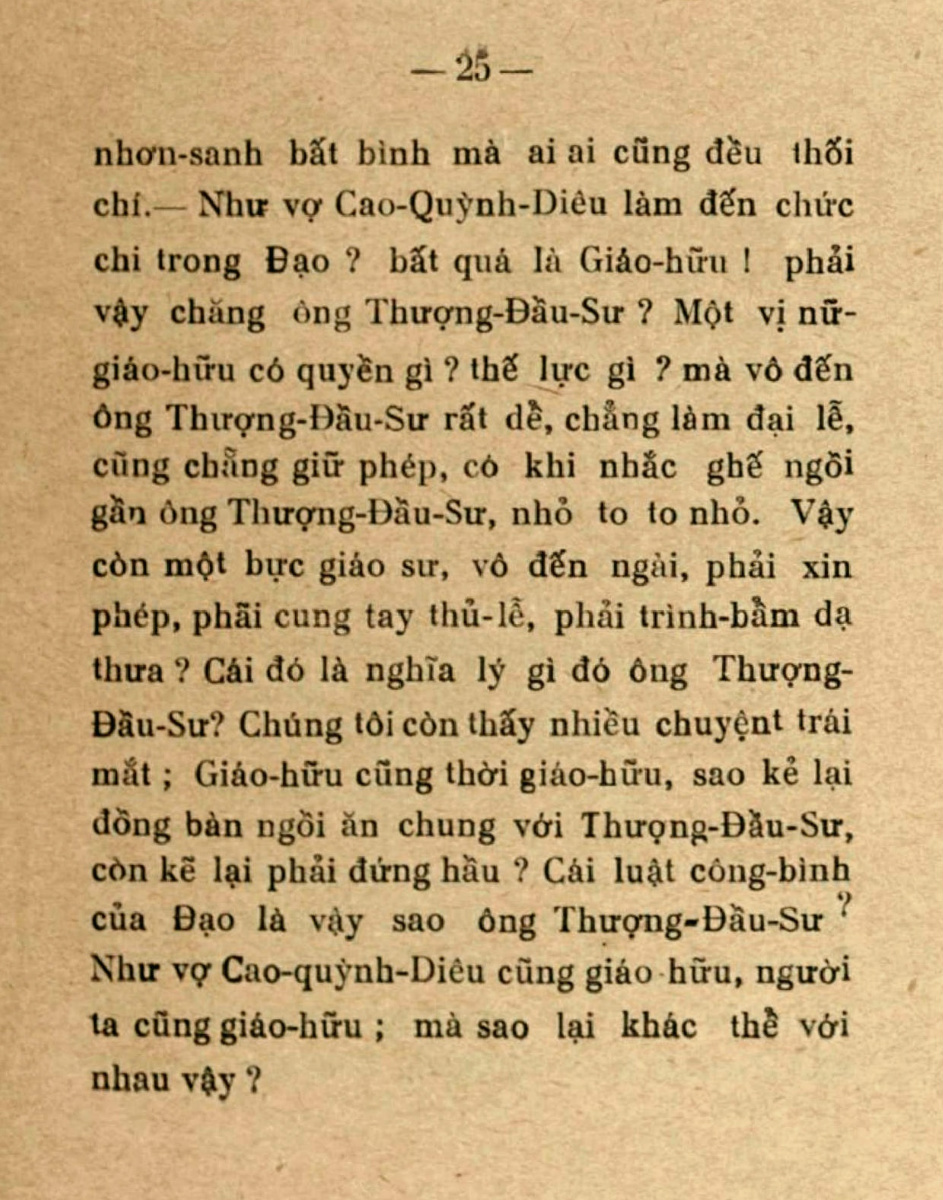 — 25 —
nhơn-sanh bất bình mà ai ai cũng đều thối
chí.— Như vợ Cao-Quỳnh-Diêu làm đến chức
chi trong Đạo ? bất quá là Giáo-hữu ! phải
vậy chăng ông Thượng-Đầu-Sư ? Một vị nữ-
giáo-hữu có quyền gì ? thế lực gì ? mà vô đến
ông Thượng-Đầu-Sư rất dề, chẳng làm đại lễ,
cũng chẵng giữ phép, có khi nhắc ghế ngồi
gần ông Thượng-Đầu-Sư, nhỏ to to nhỏ. Vậy
còn một bực giáo sư, vô đến ngài, phải xin
phép, phãi cung tay thủ-lễ, phải trình-bẩm dạ
thưa ? Cái đó là nghĩa lý gì đó ông Thượng-
Đầu-Sư? Chúng tôi còn thấy nhiều chuyệnt trái
mắt ; Giáo-hữu cũng thời giáo-hữu, sao kẻ lại
đồng bàn ngồi ăn chung với Thượng-Đầu-Sư,
còn kẽ lại phải đứng hầu ? Cái luật công-bình
của Đạo là vậy sao ông Thượng-Đầu-Sư ?
Như vợ Cao-quỳnh-Diêu cũng giáo-hữu, người
ta cũng giáo-hữu ; mà sao lại khác thể với
nhau vậy ?